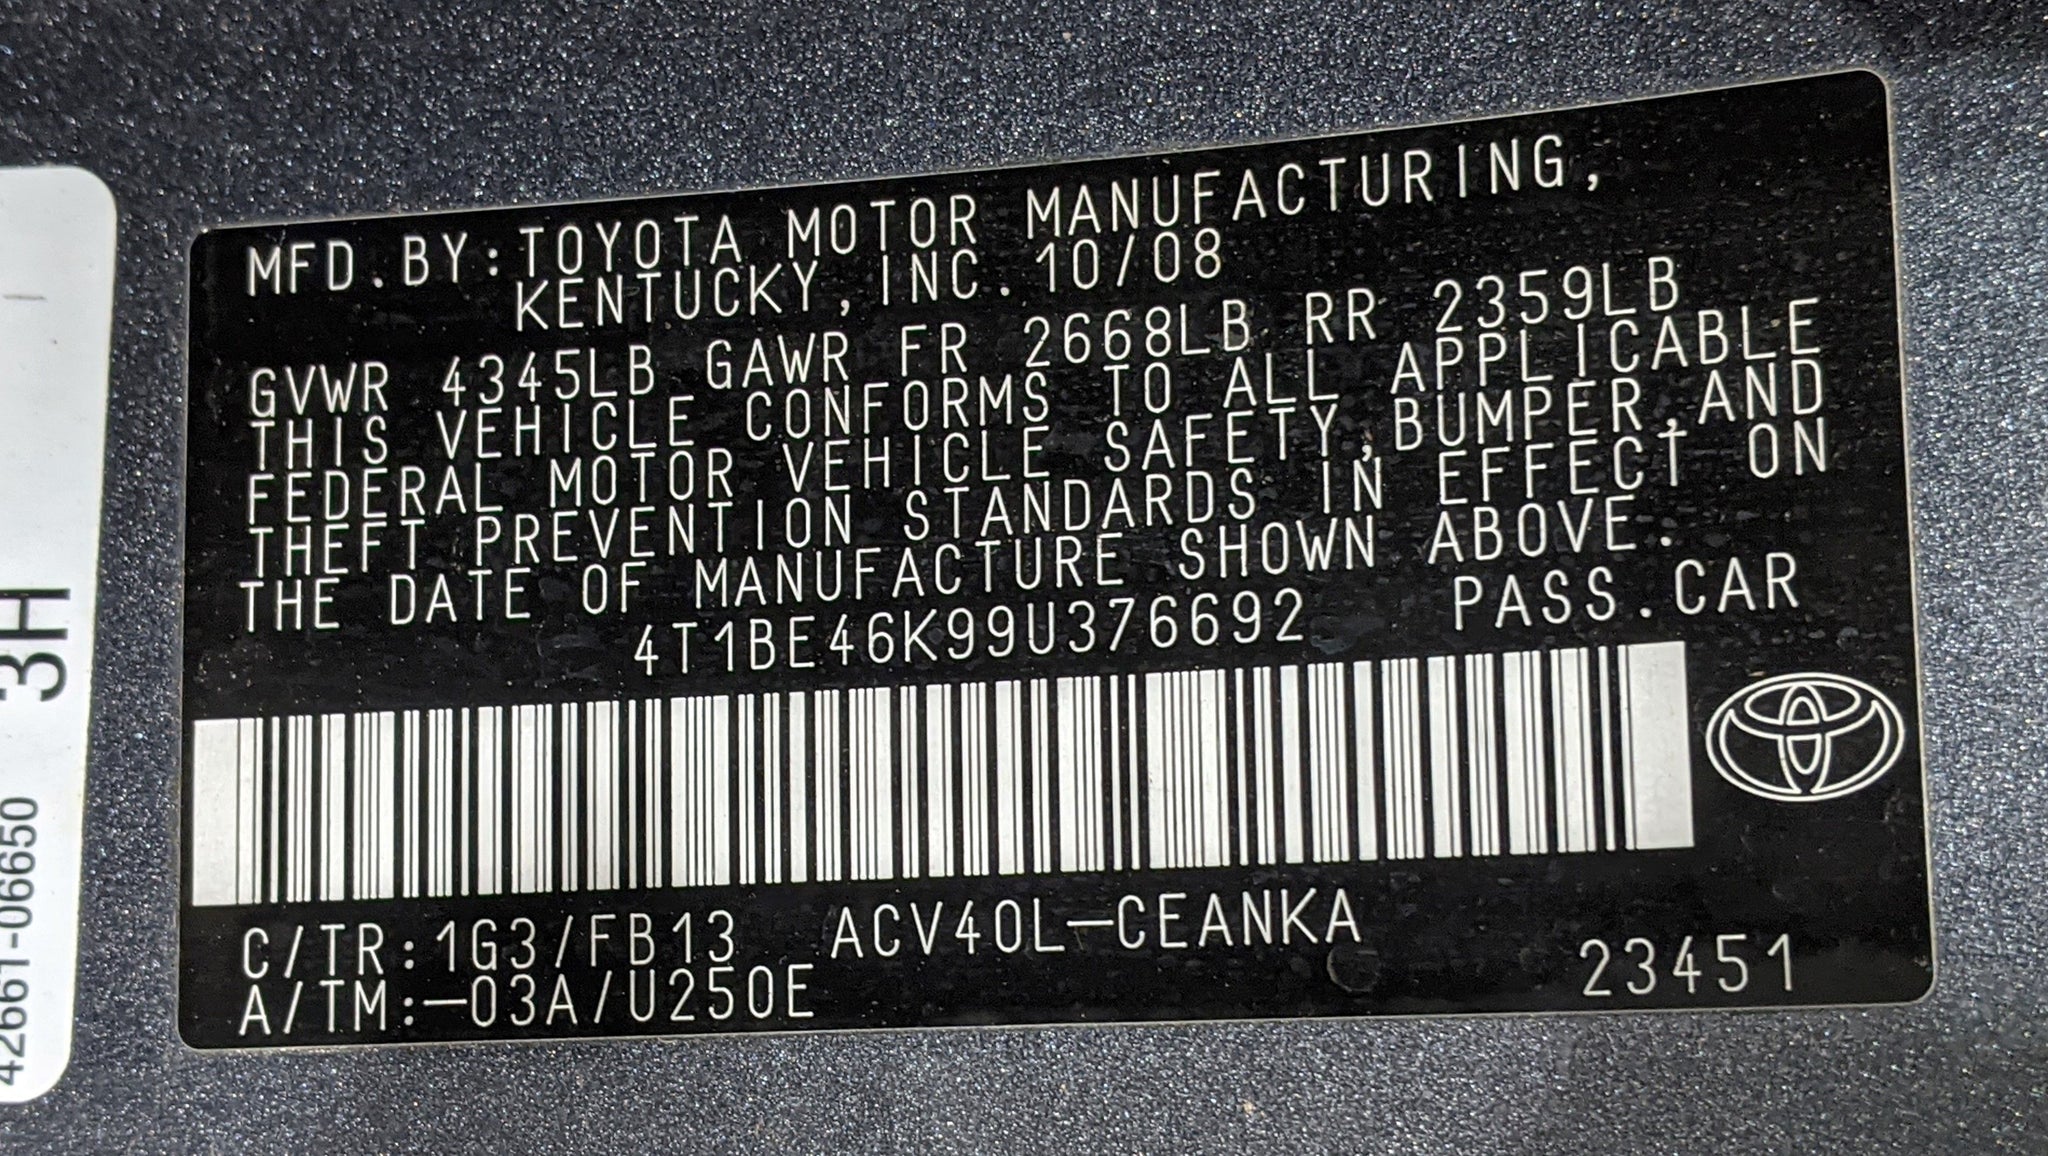 MFD.BY:TOYOTA MOTOR MANUFACTURING,
KENTUCKY, INC. 10/08
GVWR 4345LB GAWR FR 2668LB RR 2359LB
THIS VEHICLE CONFORMS TO ALL APPLICABLE
FEDERAL MOTOR VEHICLE SAFETY,BUMPER,AND
THEFT PREVENTION STANDARDS IN EFFECT ON
THE DATE OF MANUFACTURE SHOWN ABOVE.
4T1BE46K99U376692 PASS.CAR
C/TR:1G3/FB13 ACV40L-CEANKA
A/TM:-03A/U250E 23451
42661-06650 3H